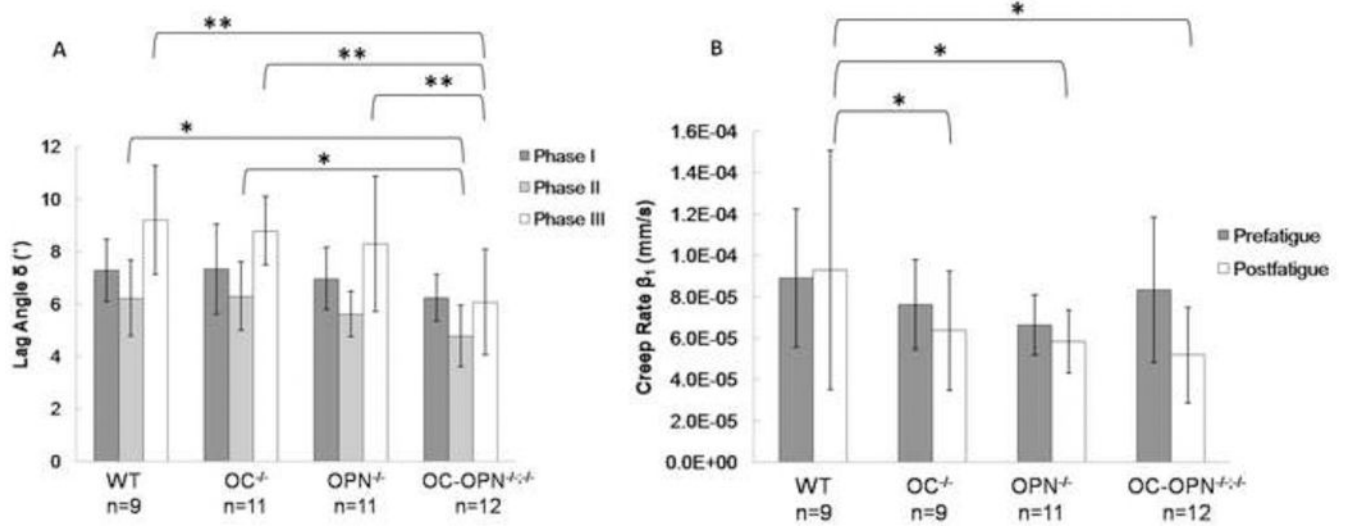 A
**
**
**
*
*
12
10
8
6
4
2
0
Lag Angle δ (°)
Phase I
Phase II
Phase III
WT
n=9
OC-/-
n=11
OPN-/-
n=11
OC-OPN-/-;-/-
n=12
B
*
*
*
1.6E-04
1.4E-04
1.2E-04
1.0E-04
8.0E-05
6.0E-05
4.0E-05
2.0E-05
0.0E+00
Creep Rate β1 (mm/s)
Prefatigue
Postfatigue
WT
n=9
OC-/-
n=9
OPN-/-
n=11
OC-OPN-/-;-/-
n=12